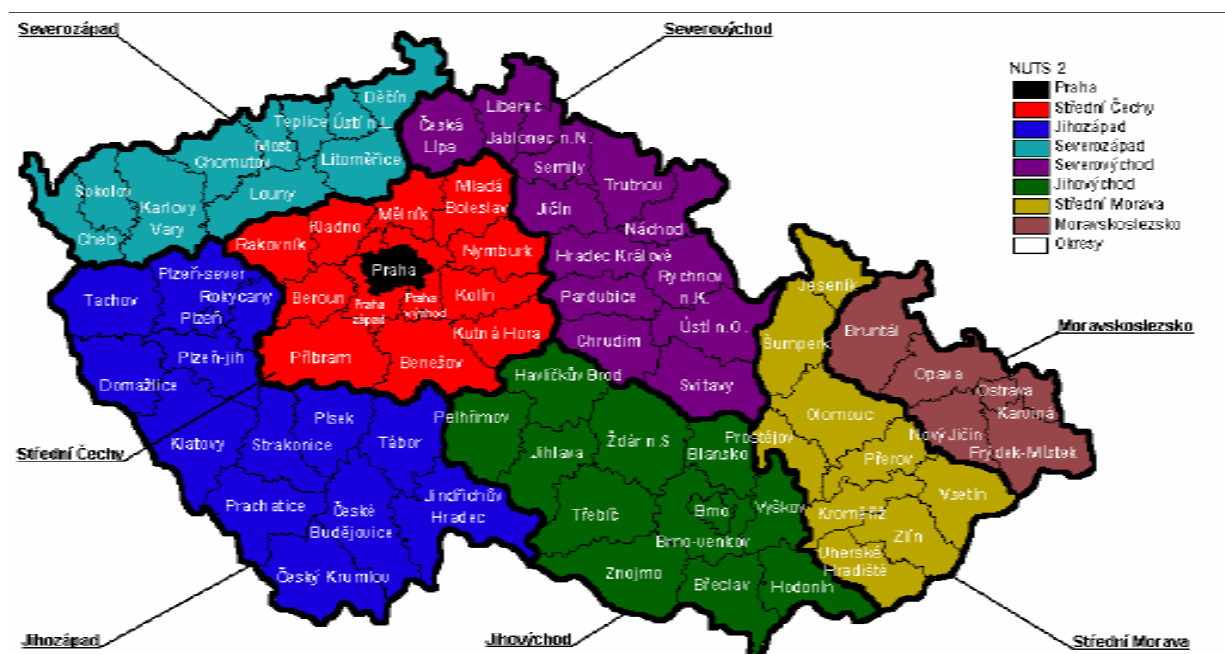 Severozápad
Severovýchod
NUTS 2
Praha
Střední Čechy
Jihozápad
Severozápad
Severovýchod
Jihovýchod
Střední Morava
Moravskoslezsko
Okresy
Děčín
Teplice
Ústí n.L.
Most
Chomutov
Litoměřice
Louny
Sokolov
Karlovy
Vary
Cheb
Liberec
Česká
Lípa
Jablonec n.N.
Semily
Trutnov
Jičín
Náchod
Hradec Králové
Rychnov
n.K.
Pardubice
Ústí n.O.
Chrudim
Svitavy
Mladá
Boleslav
Mělník
Kladno
Rakovník
Nymburk
Praha
Beroun
Praha
západ
Praha
východ
Kolín
Kutná Hora
Příbram
Benešov
Plzeň-sever
Tachov
Rokycany
Plzeň
Plzeň-jih
Domažlice
Klatovy
Písek
Strakonice
Tábor
Prachatice
České
Budějovice
Jindřichův
Hradec
Český Krumlov
Havlíčkův Brod
Pelhřimov
Jihlava
Žďár n.S
Blansko
Třebíč
Brno
Vyškov
Brno-venkov
Znojmo
Břeclav
Hodonín
Jeseník
Šumperk
Olomouc
Prostějov
Přerov
Kroměříž
Vsetín
Zlín
Uherské
Hradiště
Bruntál
Opava
Ostrava
Karviná
Nový Jičín
Frýdek-Místek
Moravskoslezsko
Střední Čechy
Jihozápad
Jihovýchod
Střední Morava